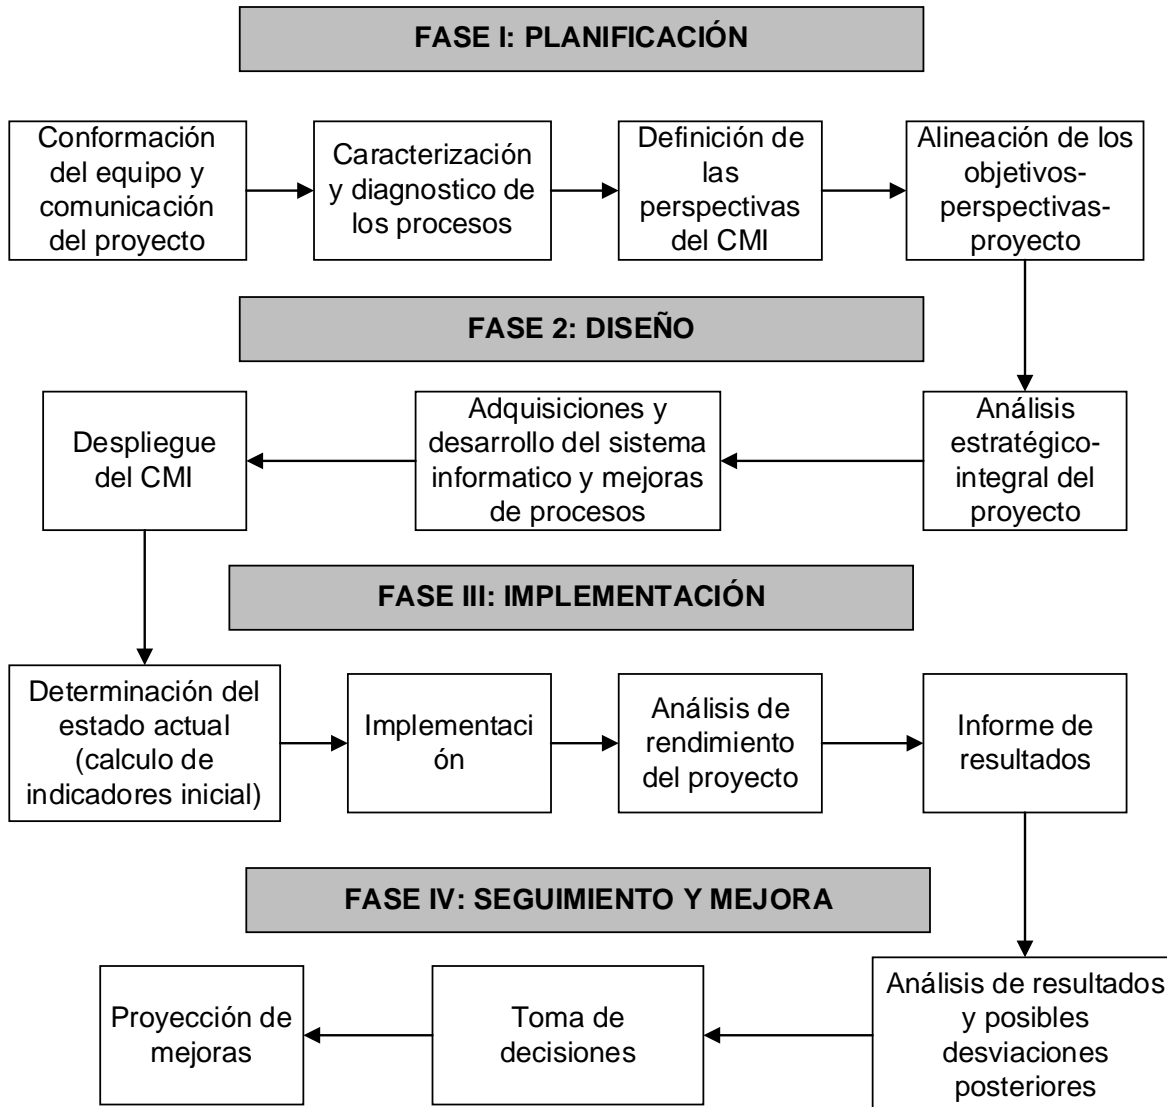 FASE I: PLANIFICACIÓN
Conformación
del equipo y
comunicación
del proyecto
Caracterización
y diagnostico de
los procesos
Definición de
las
perspectivas
del CMI
Alineación de los
objetivos-
perspectivas-
proyecto
FASE 2: DISEÑO
Análisis
estratégico-
integral del
proyecto
Adquisiciones y
desarrollo del sistema
informatico y mejoras
de procesos
Despliegue
del CMI
FASE III: IMPLEMENTACIÓN
Determinación del
estado actual
(calculo de
indicadores inicial)
Implementaci
ón
Análisis de
rendimiento
del proyecto
Informe de
resultados
FASE IV: SEGUIMIENTO Y MEJORA
Análisis de resultados
y posibles
desviaciones
posteriores
Toma de
decisiones
Proyección de
mejoras